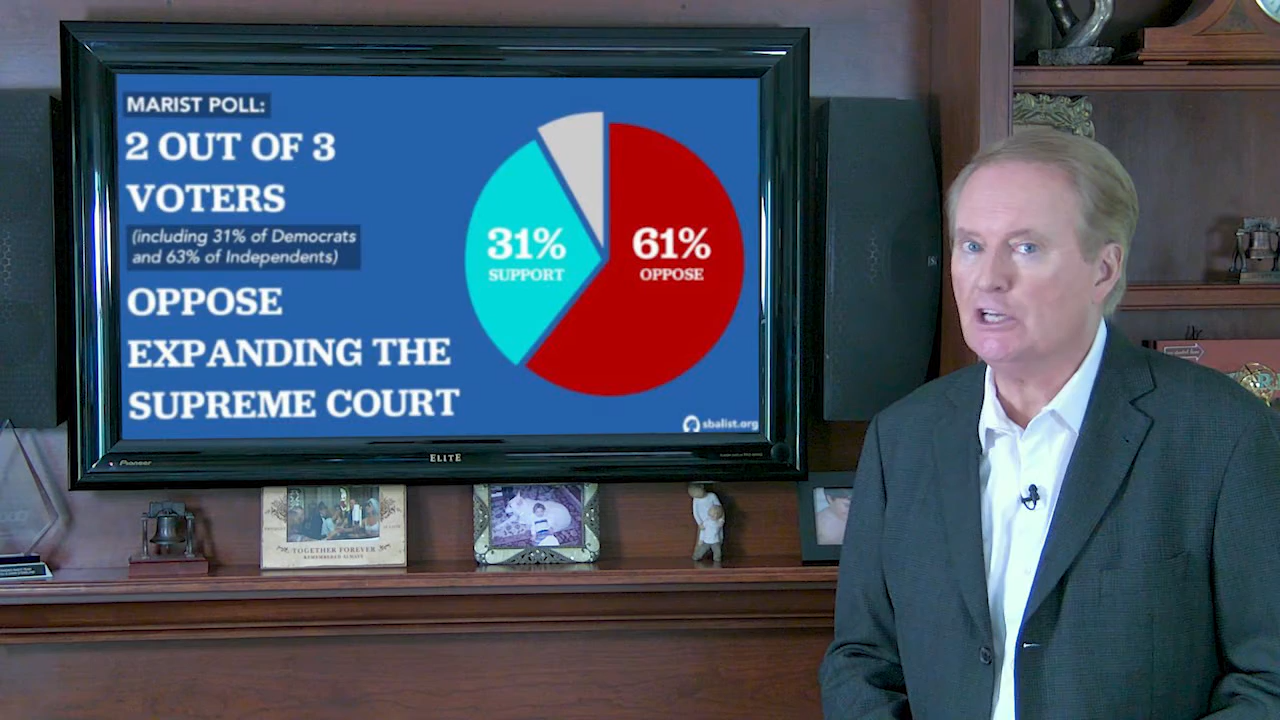 MARIST POLL:
2 OUT OF 3
VOTERS
(including 31% of Democrats
and 63% of Independents)
OPPOSE
EXPANDING THE
SUPREME COURT
31%
SUPPORT
61%
OPPOSE
sbalist.org
Pioneer
ELITE
TOGETHER FOREVER